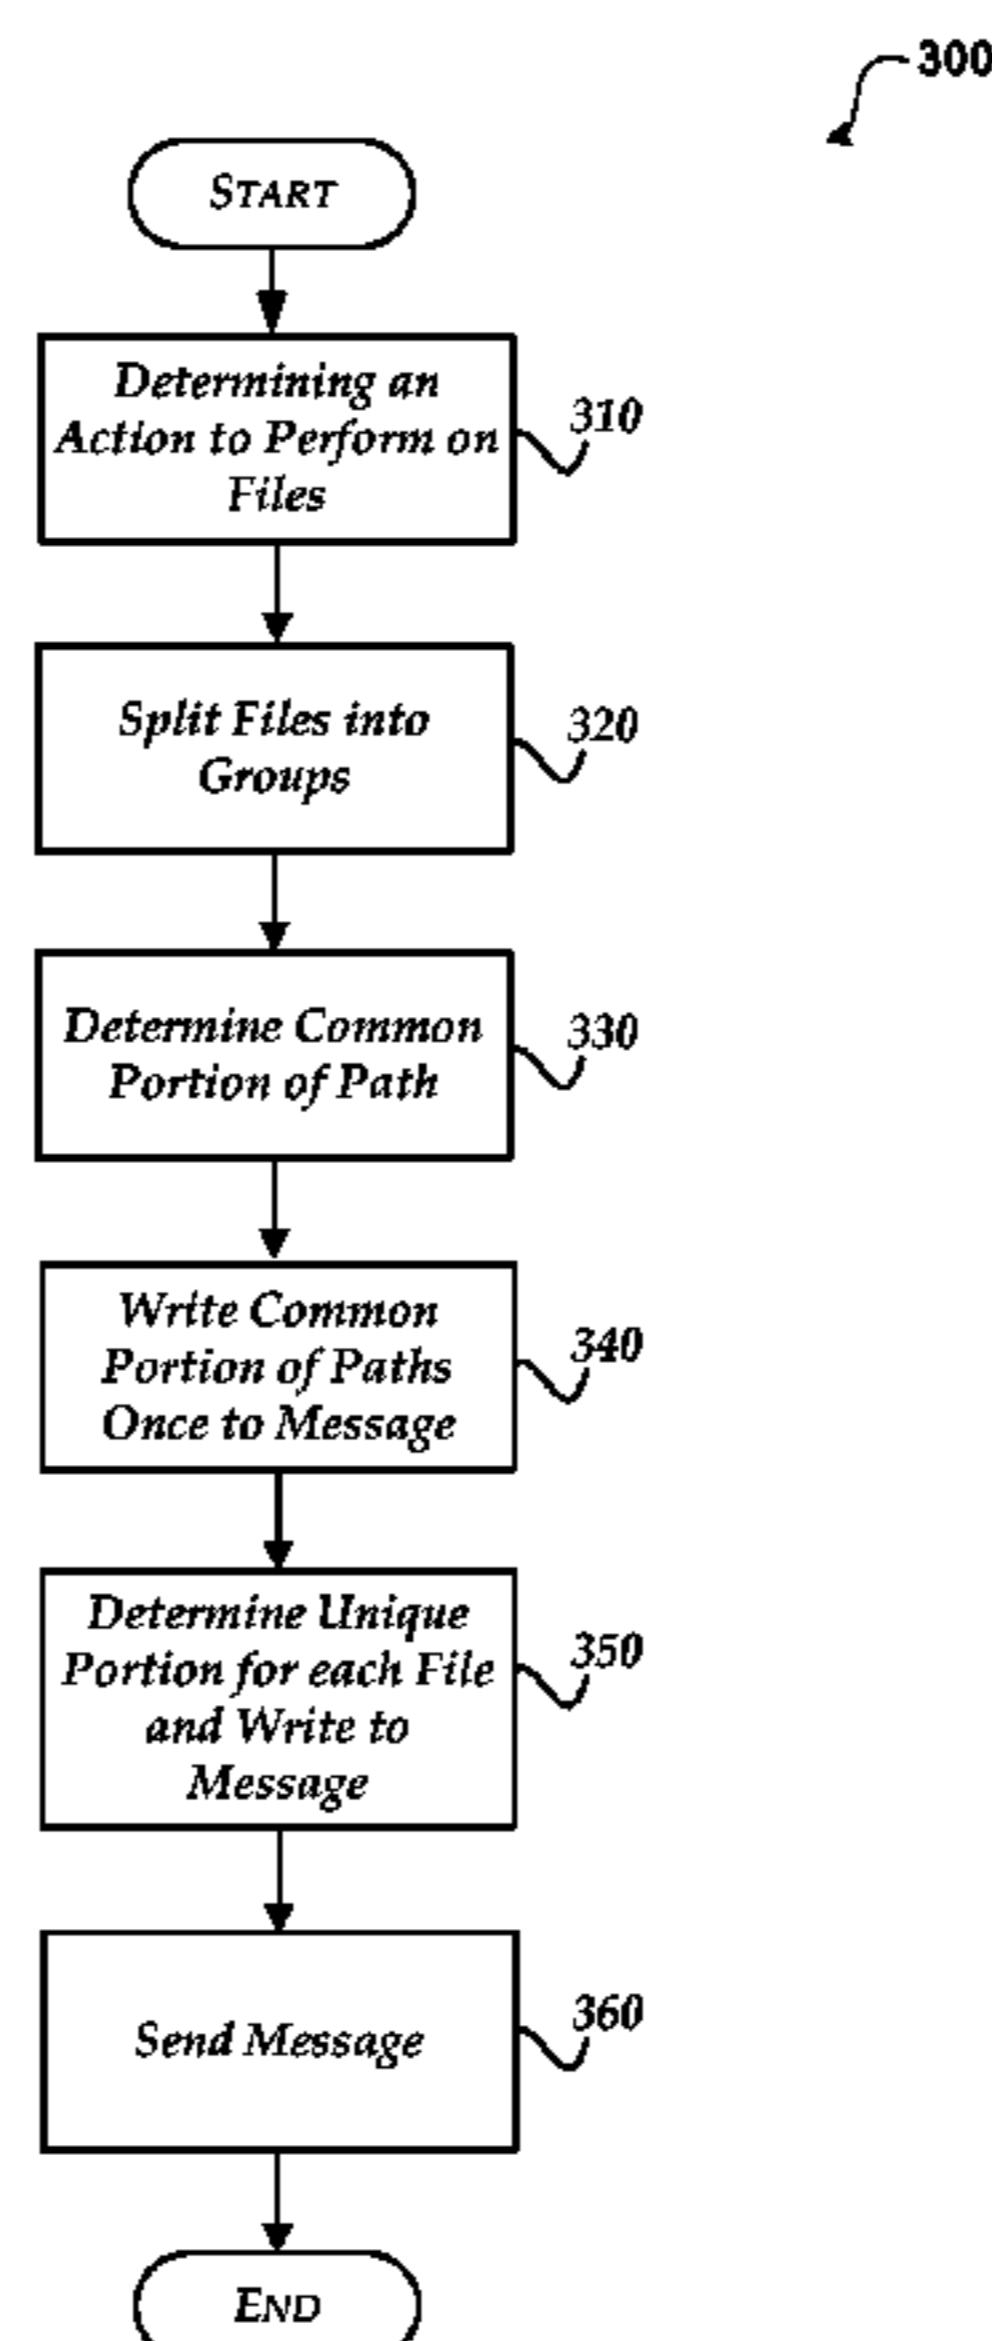 300
START
Determining an
Action to Perform on
Files
310
Split Files into
Groups
320
Determine Common
Portion of Path
330
Write Common
Portion of Paths
Once to Message
340
Determine Unique
Portion for each File
and Write to
Message
350
Send Message
360
END